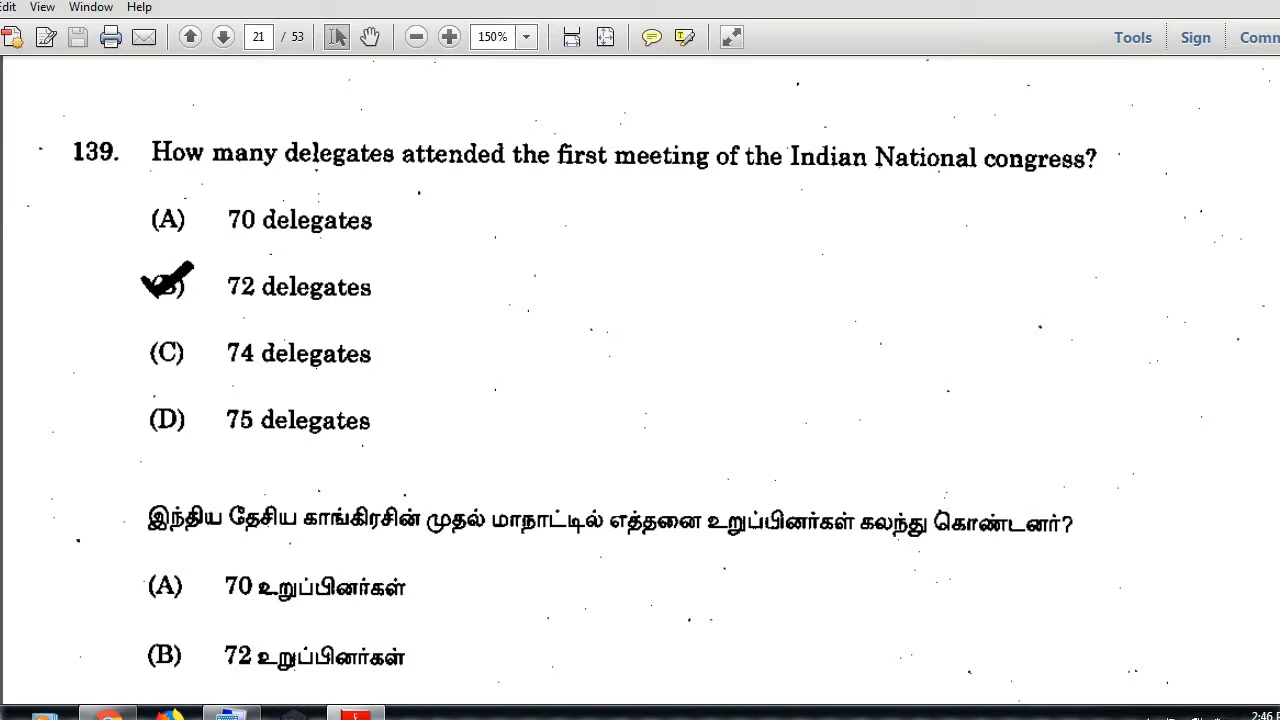 Edit View Window Help
21 / 53 150% Tools Sign Comm
139. How many delegates attended the first meeting of the Indian National congress?
(A) 70 delegates
(B) 72 delegates
(C) 74 delegates
(D) 75 delegates
இந்திய தேசிய காங்கிரசின் முதல் மாநாட்டில் எத்தனை உறுப்பினர்கள் கலந்து கொண்டனர்?
(A) 70 உறுப்பினர்கள்
(B) 72 உறுப்பினர்கள்
2:46